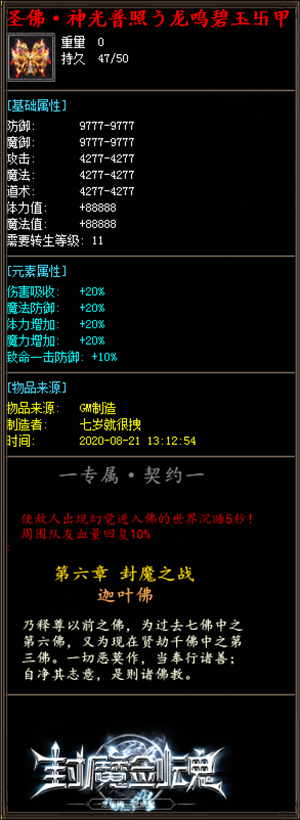 圣佛·神光普照う龙鸣碧玉卐甲
重量 0
持久 47/50
[基础属性]
防御: 9777-9777
魔御: 9777-9777
攻击: 4277-4277
魔法: 4277-4277
道术: 4277-4277
体力值: +88888
魔法值: +88888
需要转生等级: 11
[元素属性]
伤害吸收: +20%
魔法防御: +20%
体力增加: +20%
魔力增加: +20%
致命一击防御: +10%
[物品来源]
物品来源: GM制造
制造者: 七岁就很拽
时间: 2020-08-21 13:12:54
一专属·契约一
使敌人出现幻觉进入佛的世界沉睡5秒!
周围队友血量回复10%
第六章 封魔之战
迦叶佛
乃释尊以前之佛, 为过去七佛中之
第六佛, 又为现在贤劫千佛中之第
三佛。一切恶莫作, 当奉行诸善;
自净其志意, 是则诸佛教。
封魔剑魂